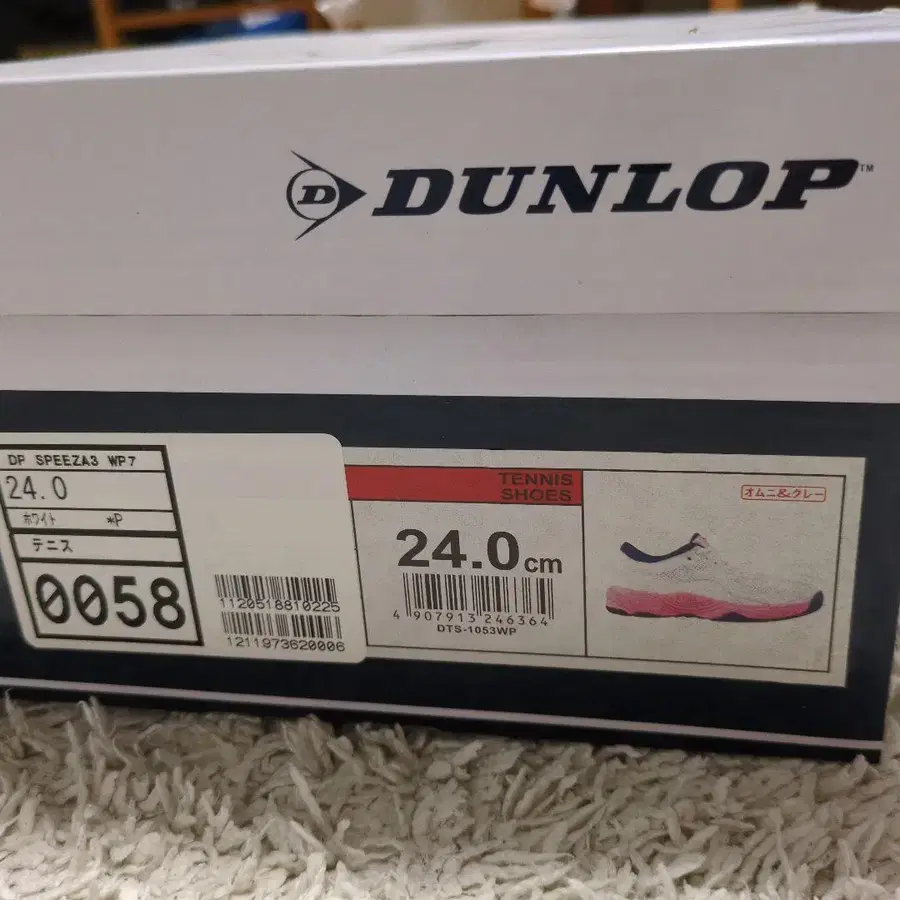 D DUNLOP™
DP SPEEZA3 WP7
24.0
ホワイト *P
テニス
0058
1120518810225
1211973620006
TENNIS
SHOES
24.0cm
4 907913 246364
DTS-1053WP
オムニ&クレー